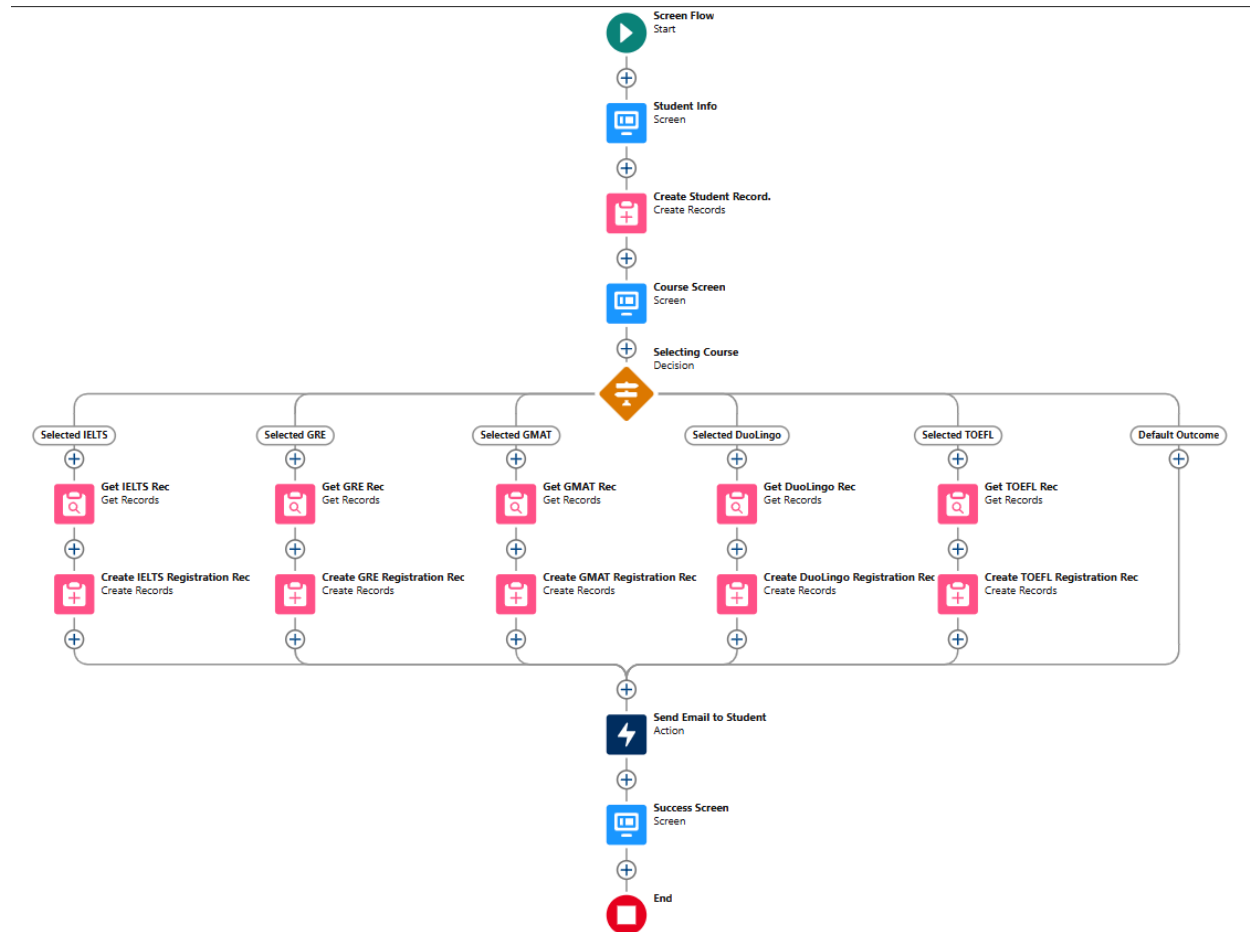 Screen Flow
Start
Student Info
Screen
Create Student Record.
Create Records
Course Screen
Screen
Selecting Course
Decision
Selected IELTS
Selected GRE
Selected GMAT
Selected DuoLingo
Selected TOEFL
Default Outcome
Get IELTS Rec
Get Records
Get GRE Rec
Get Records
Get GMAT Rec
Get Records
Get DuoLingo Rec
Get Records
Get TOEFL Rec
Get Records
Create IELTS Registration Rec
Create Records
Create GRE Registration Rec
Create Records
Create GMAT Registration Rec
Create Records
Create DuoLingo Registration Rec
Create Records
Create TOEFL Registration Rec
Create Records
Send Email to Student
Action
Success Screen
Screen
End